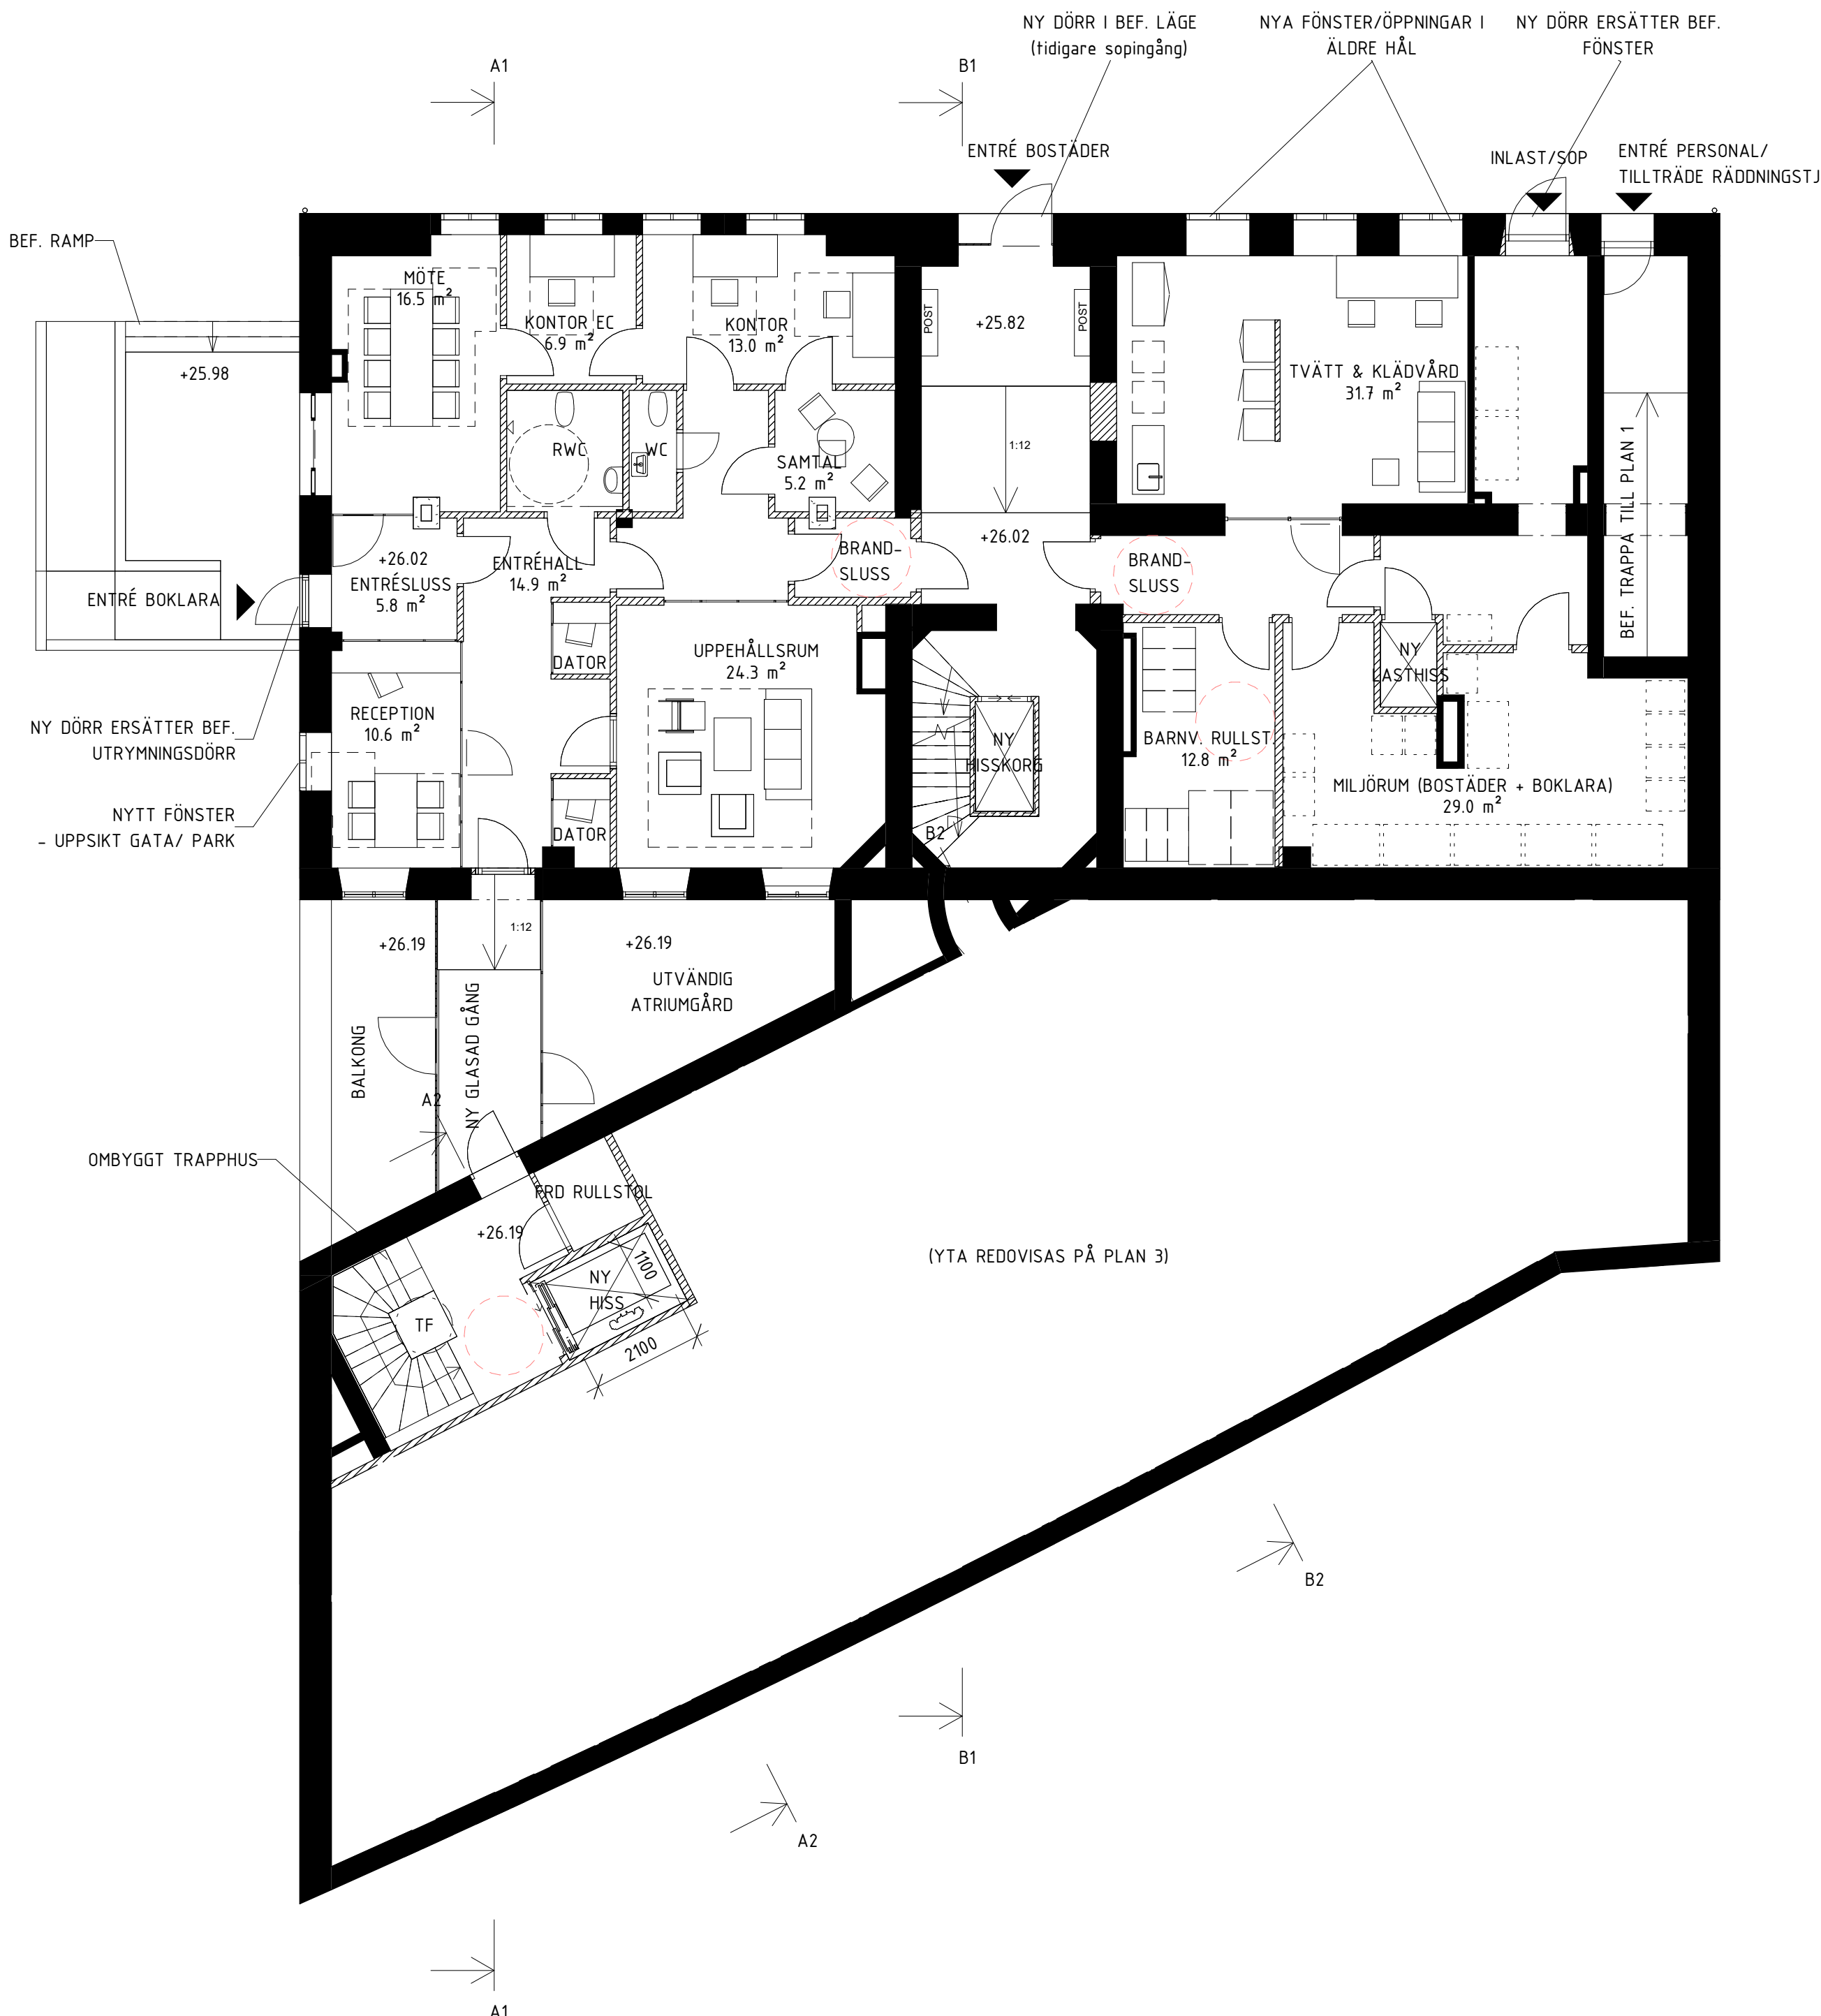 NY DÖRR I BEF. LÄGE
(tidigare sopingång)
NYA FÖNSTER/ÖPPNINGAR I
ÄLDRE HÅL
NY DÖRR ERSÄTTER BEF.
FÖNSTER
A1
B1
ENTRÉ BOSTÄDER
INLAST/SOP
ENTRÉ PERSONAL/
TILLTRÄDE RÄDDNINGSTJ
BEF. RAMP
+25.98
MÖTE
16.5 m²
KONTOR EC
6.9 m²
KONTOR
13.0 m²
POST
+25.82
POST
TVÄTT & KLÄDVÅRD
31.7 m²
RWC
WC
SAMTAL
5.2 m²
1:12
BEF. TRAPPA TILL PLAN 1
+26.02
ENTRÉSLUSS
5.8 m²
ENTRÉHALL
14.9 m²
BRAND-
SLUSS
+26.02
BRAND-
SLUSS
ENTRÉ BOKLARA
DATOR
UPPEHÅLLSRUM
24.3 m²
NY
LASTHISS
NY DÖRR ERSÄTTER BEF.
UTRYMNINGSDÖRR
RECEPTION
10.6 m²
NY
HISSKORG
BARNV. RULLST
12.8 m²
MILJÖRUM (BOSTÄDER + BOKLARA)
29.0 m²
NYTT FÖNSTER
- UPPSIKT GATA/ PARK
DATOR
B2
+26.19
1:12
+26.19
UTVÄNDIG
ATRIUMGÅRD
BALKONG
NY GLASAD GÅNG
A2
OMBYGGT TRAPPHUS
FRD RULLSTOL
+26.19
(YTA REDOVISAS PÅ PLAN 3)
1100
NY
HISS
TF
2100
B2
B1
A2
A1